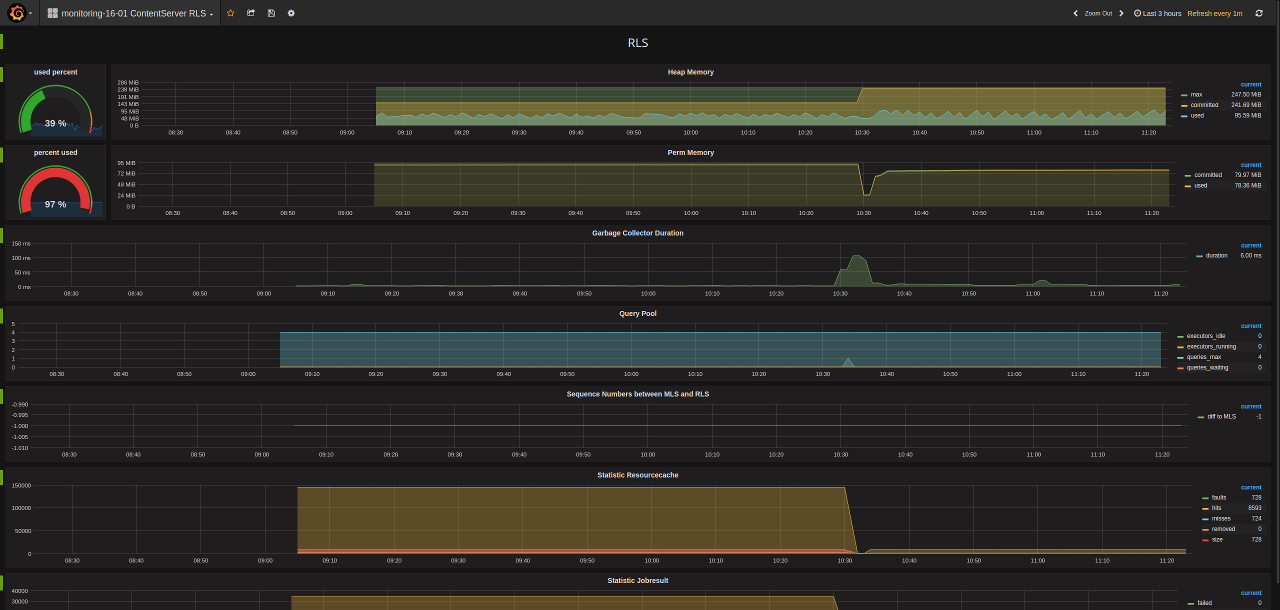 monitoring-16-01 ContentServer RLS
Zoom Out
Last 3 hours Refresh every 1m
RLS
used percent
39 %
Heap Memory
286 MiB
238 MiB
191 MiB
143 MiB
95 MiB
48 MiB
0 B
08:30 08:40 08:50 09:00 09:10 09:20 09:30 09:40 09:50 10:00 10:10 10:20 10:30 10:40 10:50 11:00 11:10 11:20
current
max 247.50 MiB
committed 241.69 MiB
used 95.59 MiB
percent used
97 %
Perm Memory
95 MiB
72 MiB
48 MiB
24 MiB
0 B
08:30 08:40 08:50 09:00 09:10 09:20 09:30 09:40 09:50 10:00 10:10 10:20 10:30 10:40 10:50 11:00 11:10 11:20
current
committed 79.97 MiB
used 78.36 MiB
Garbage Collector Duration
150 ms
100 ms
50 ms
0 ms
08:30 08:40 08:50 09:00 09:10 09:20 09:30 09:40 09:50 10:00 10:10 10:20 10:30 10:40 10:50 11:00 11:10 11:20
current
duration 6.00 ms
Query Pool
5
4
3
2
1
0
08:30 08:40 08:50 09:00 09:10 09:20 09:30 09:40 09:50 10:00 10:10 10:20 10:30 10:40 10:50 11:00 11:10 11:20
current
executors_idle 0
executors_running 0
queries_max 4
queries_waiting 0
Sequence Numbers between MLS and RLS
-0.990
-0.995
-1.000
-1.005
-1.010
08:30 08:40 08:50 09:00 09:10 09:20 09:30 09:40 09:50 10:00 10:10 10:20 10:30 10:40 10:50 11:00 11:10 11:20
current
diff to MLS -1
Statistic Resourcecache
150000
100000
50000
0
08:30 08:40 08:50 09:00 09:10 09:20 09:30 09:40 09:50 10:00 10:10 10:20 10:30 10:40 10:50 11:00 11:10 11:20
current
faults 728
hits 8593
misses 724
removed 0
size 728
Statistic Jobresult
40000
30000
current
failed 0